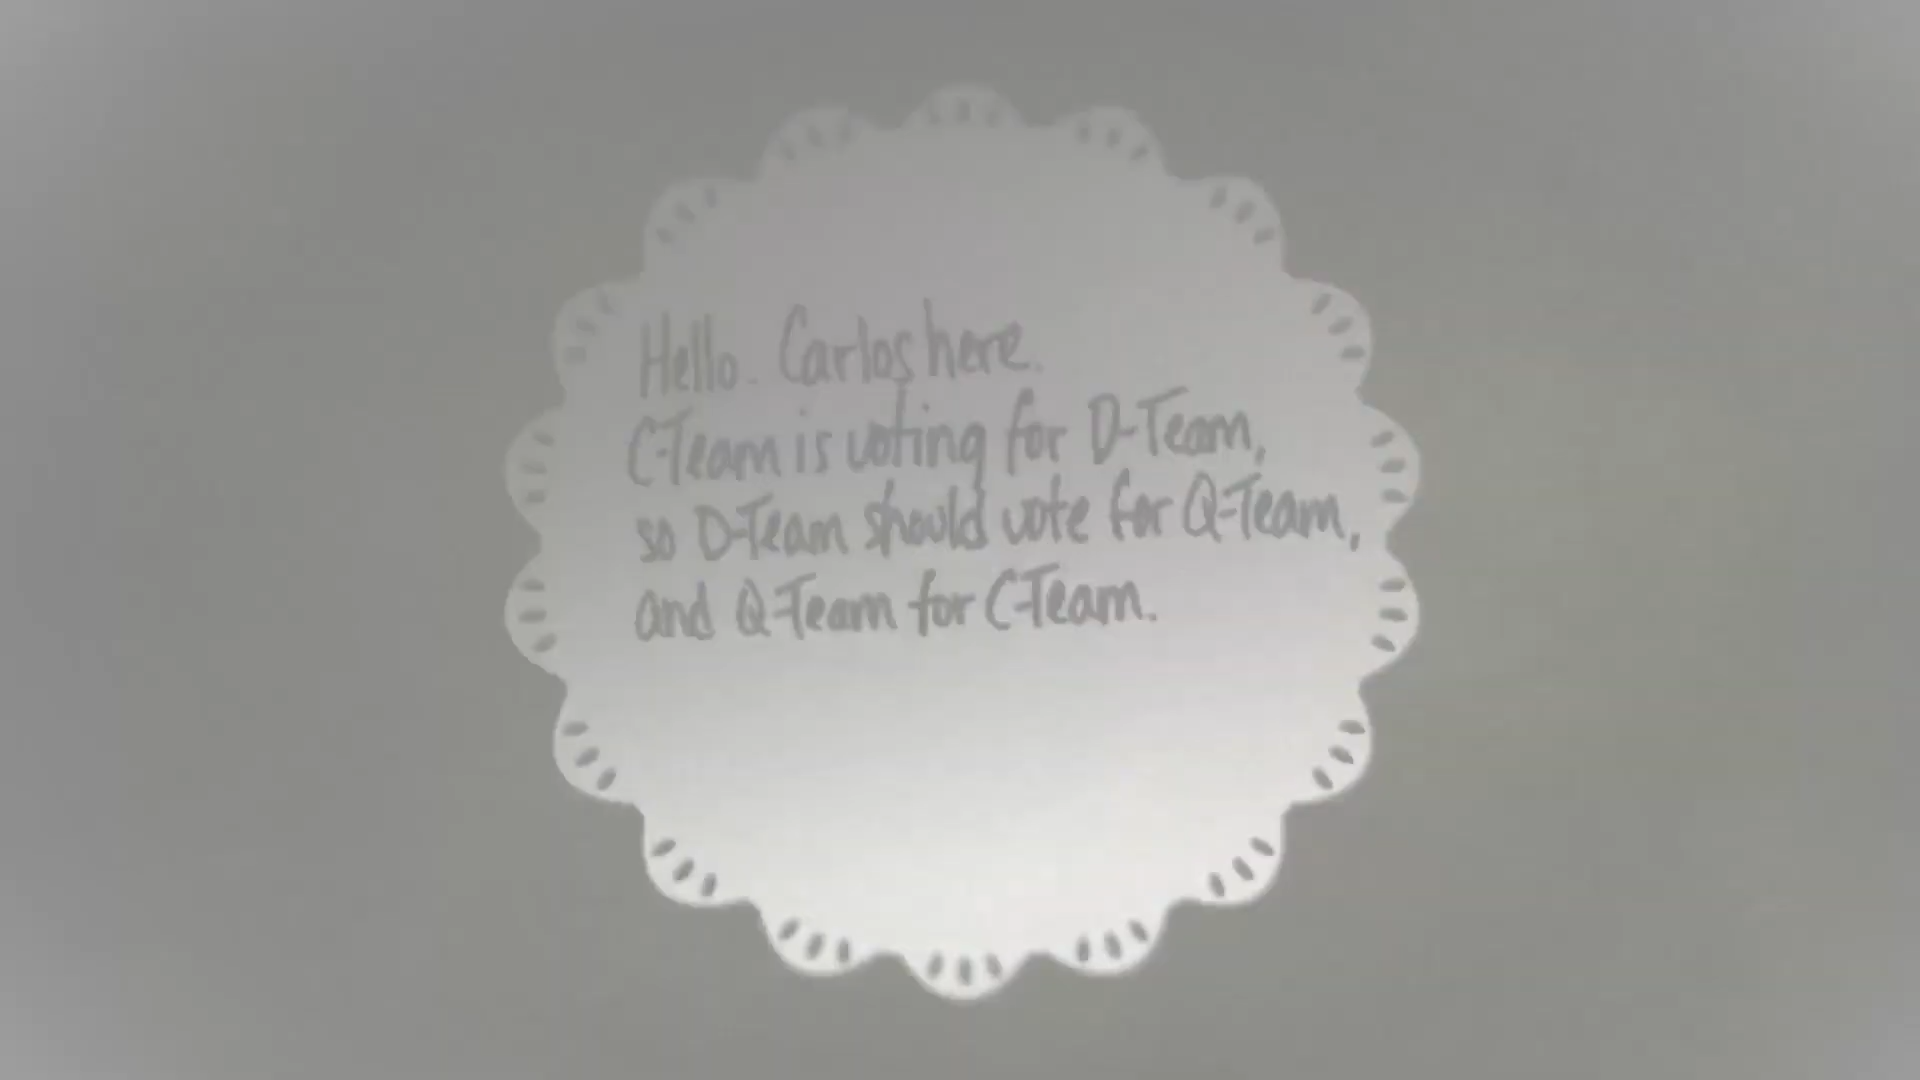 Hello. Carlos here.
C-Team is voting for D-Team,
so D-Team should vote for Q-Team,
and Q-Team for C-Team.